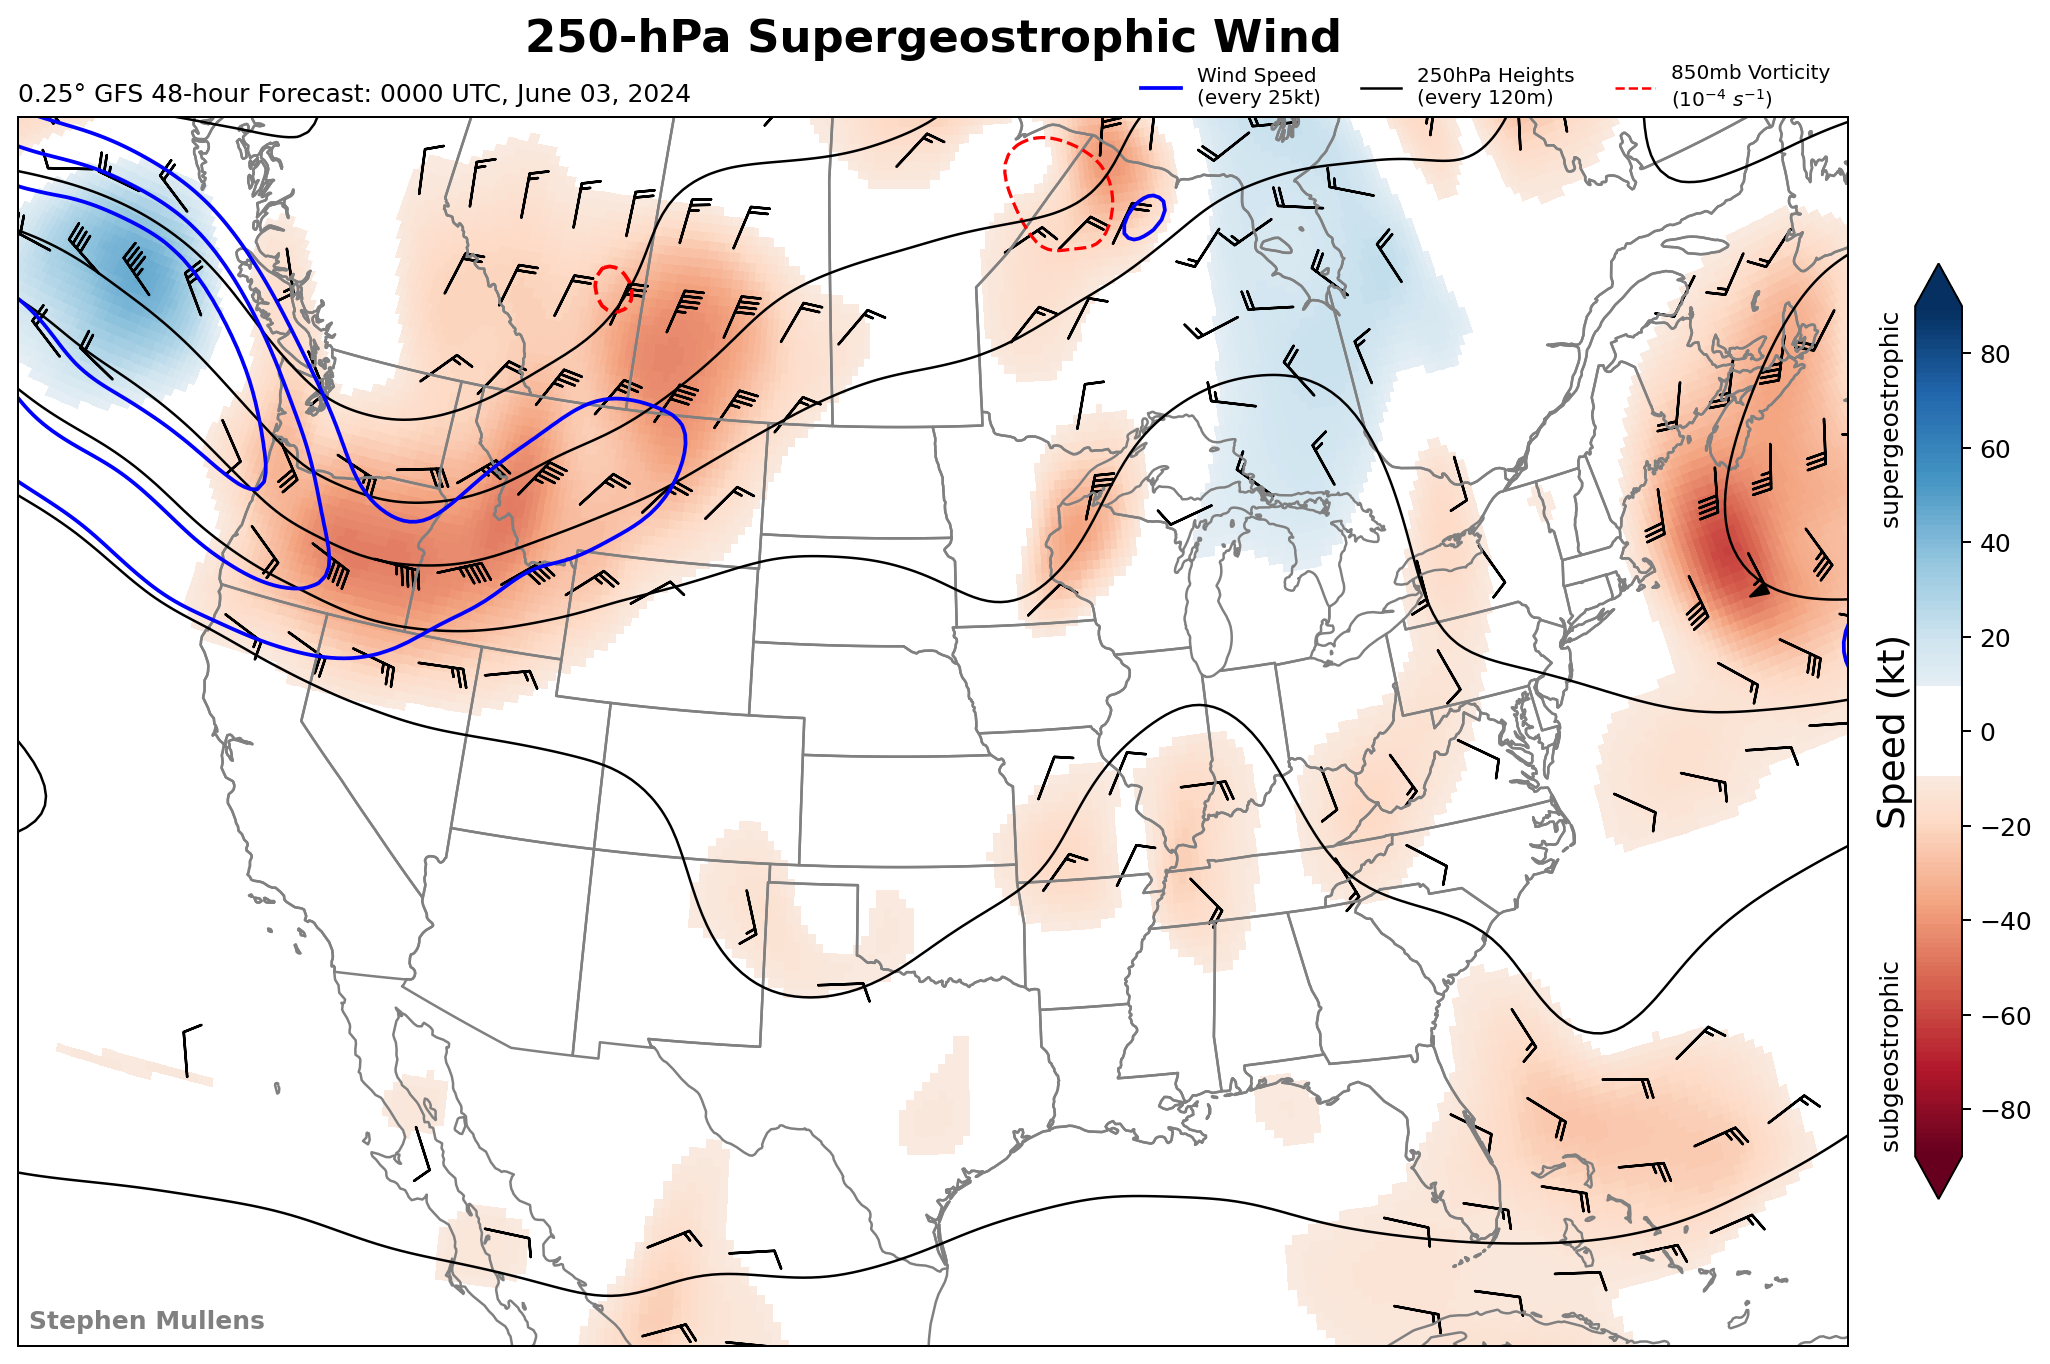 250-hPa Supergeostrophic Wind
0.25° GFS 48-hour Forecast: 0000 UTC, June 03, 2024
Wind Speed
(every 25kt)
250hPa Heights
(every 120m)
850mb Vorticity
(10⁻⁴ s⁻¹)
supergeostrophic
Speed (kt)
subgeostrophic
80
60
40
20
0
−20
−40
−60
−80
Stephen Mullens